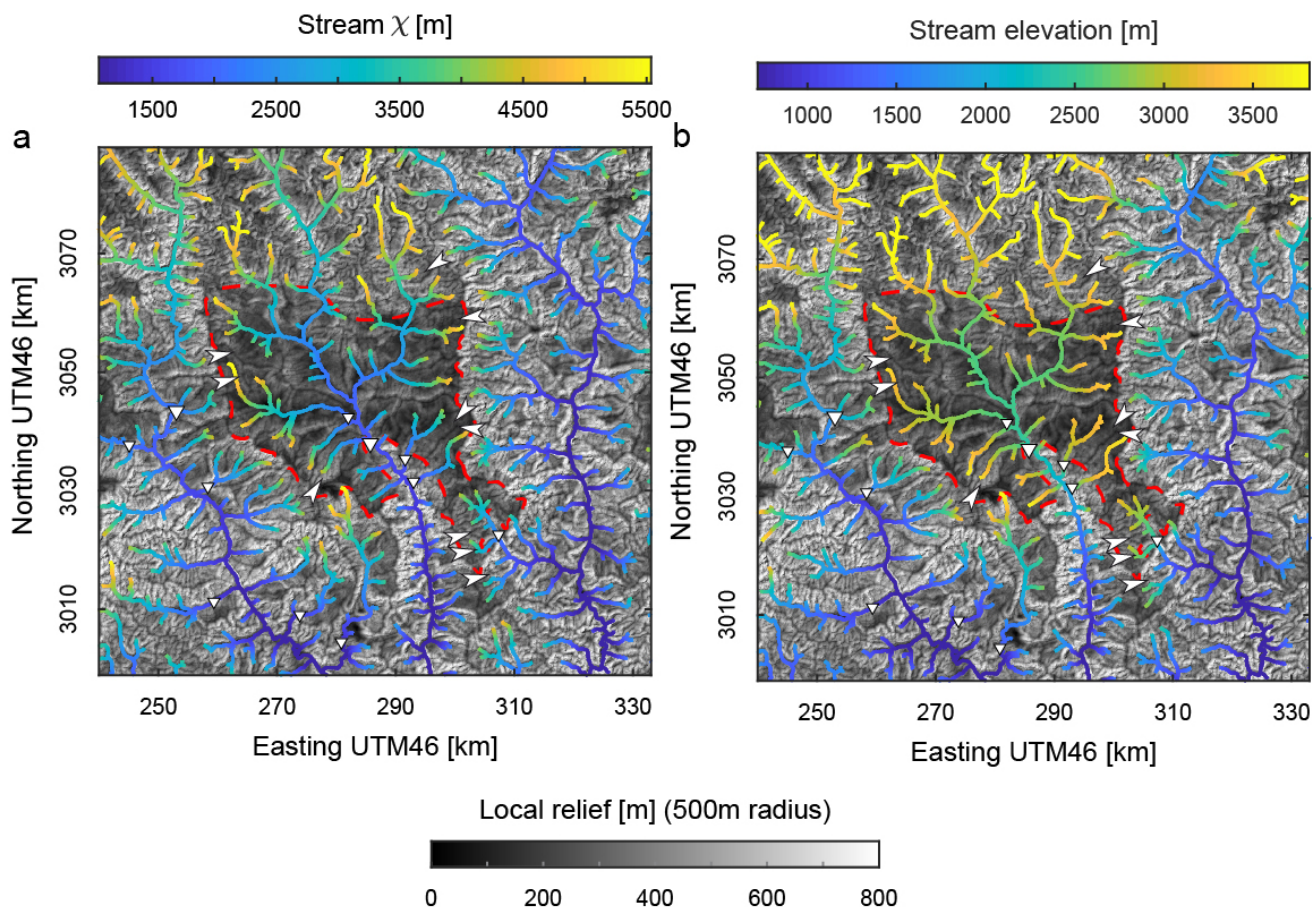 Stream χ [m]
1500 2500 3500 4500 5500
Stream elevation [m]
1000 1500 2000 2500 3000 3500
a
b
Northing UTM46 [km]
3070
3050
3030
3010
250 270 290 310 330
Easting UTM46 [km]
Northing UTM46 [km]
3070
3050
3030
3010
250 270 290 310 330
Easting UTM46 [km]
Local relief [m] (500m radius)
0 200 400 600 800